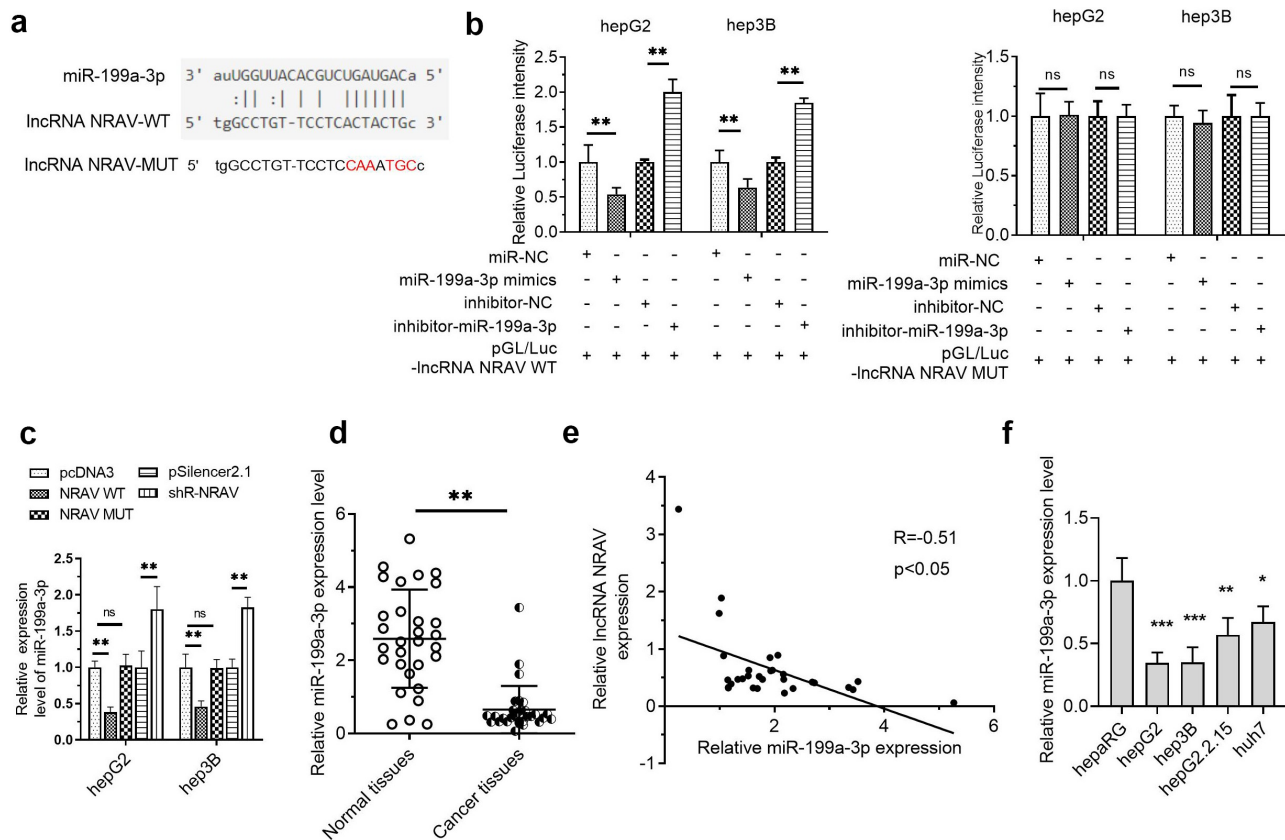 a
miR-199a-3p 3' auUGGUUACACGUCUGAUGACa 5'
:|| :| | | |||||||
lncRNA NRAV-WT 5' tgGCCTGT-TCCTCACTACTGc 3'
lncRNA NRAV-MUT 5' tgGCCTGT-TCCTCCAAATGCc
b
hepG2 hep3B
Relative Luciferase intensity
2.5
2.0
1.5
1.0
0.5
0.0
** ** ** **
miR-NC + - - - + - - -
miR-199a-3p mimics - + - - - + - -
inhibitor-NC - - + - - - + -
inhibitor-miR-199a-3p - - - + - - - +
pGL/Luc + + + + + + + +
-lncRNA NRAV WT
hepG2 hep3B
Relative Luciferase intensity
1.5
1.0
0.5
0.0
ns ns ns ns
miR-NC + - - - + - - -
miR-199a-3p mimics - + - - - + - -
inhibitor-NC - - + - - - + -
inhibitor-miR-199a-3p - - - + - - - +
pGL/Luc + + + + + + + +
-lncRNA NRAV MUT
c
pcDNA3 pSilencer2.1
NRAV WT shR-NRAV
NRAV MUT
Relative expression
level of miR-199a-3p
2.5
2.0
1.5
1.0
0.5
0.0
** ns ** ** ns **
hepG2 hep3B
d
Relative miR-199a-3p expression level
6
4
2
0
**
Normal tissues Cancer tissues
e
Relative lncRNA NRAV
expression
4
3
2
1
0
-1
R=-0.51
p<0.05
2 4 6
Relative miR-199a-3p expression
f
Relative miR-199a-3p expression level
1.5
1.0
0.5
0.0
*** *** ** *
hepaRG hepG2 hep3B hepG2.2.15 huh7